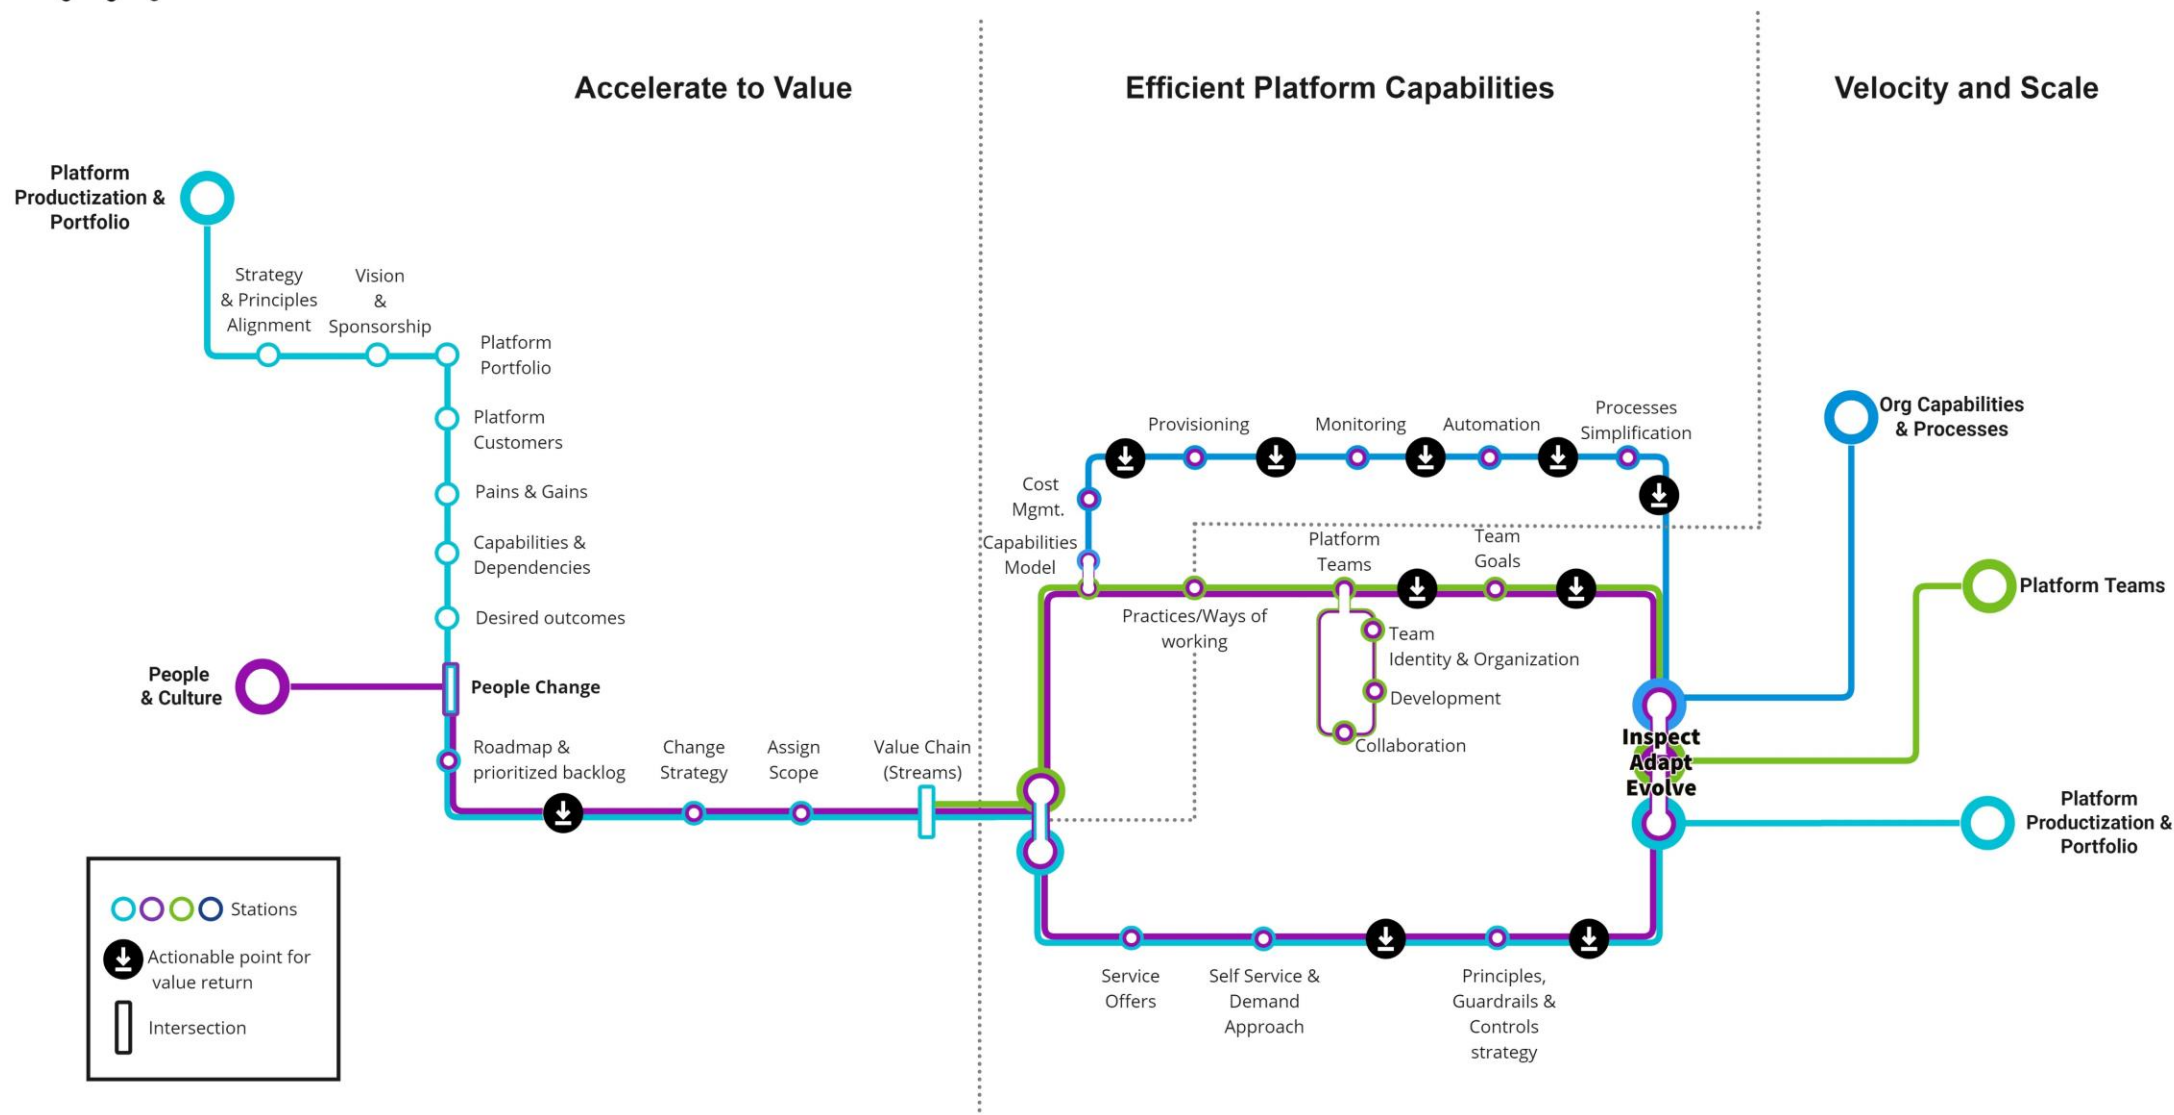 Accelerate to Value
Efficient Platform Capabilities
Velocity and Scale
Platform
Productization &
Portfolio
Strategy
& Principles
Alignment
Vision
&
Sponsorship
Platform
Portfolio
Platform
Customers
Pains & Gains
Capabilities &
Dependencies
Desired outcomes
People
& Culture
People Change
Roadmap &
prioritized backlog
Change
Strategy
Assign
Scope
Value Chain
(Streams)
Capabilities
Model
Cost
Mgmt.
Provisioning
Monitoring
Automation
Processes
Simplification
Practices/Ways of
working
Platform
Teams
Team
Goals
Team
Identity & Organization
Development
Collaboration
Inspect
Adapt
Evolve
Service
Offers
Self Service &
Demand
Approach
Principles,
Guardrails &
Controls
strategy
Org Capabilities
& Processes
Platform Teams
Platform
Productization &
Portfolio
Stations
Actionable point for
value return
Intersection